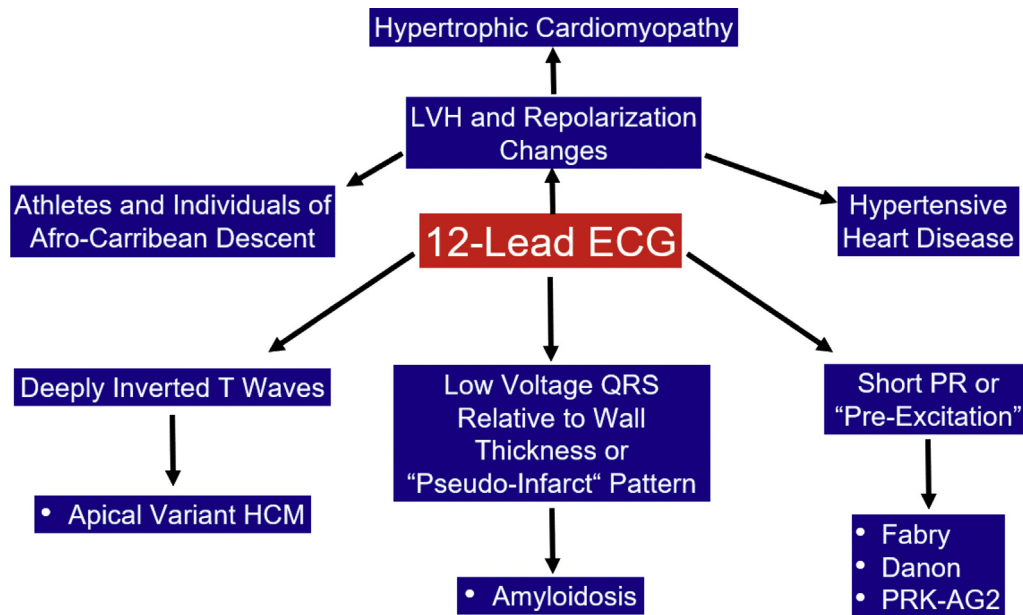 Hypertrophic Cardiomyopathy
LVH and Repolarization
Changes
Athletes and Individuals of
Afro-Carribean Descent
Hypertensive
Heart Disease
12-Lead ECG
Deeply Inverted T Waves
Low Voltage QRS
Relative to Wall
Thickness or
“Pseudo-Infarct“ Pattern
Short PR or
“Pre-Excitation”
• Apical Variant HCM
• Amyloidosis
• Fabry
• Danon
• PRK-AG2